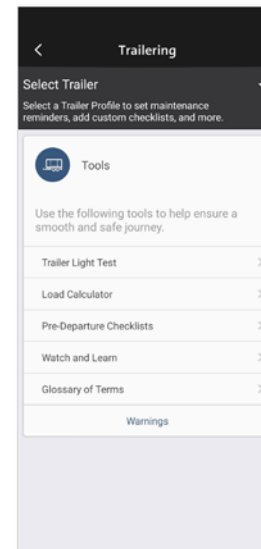 Trailering
Select Trailer
Select a Trailer Profile to set maintenance
reminders, add custom checklists, and more.
Tools
Use the following tools to help ensure a
smooth and safe journey.
Trailer Light Test
Load Calculator
Pre-Departure Checklists
Watch and Learn
Glossary of Terms
Warnings